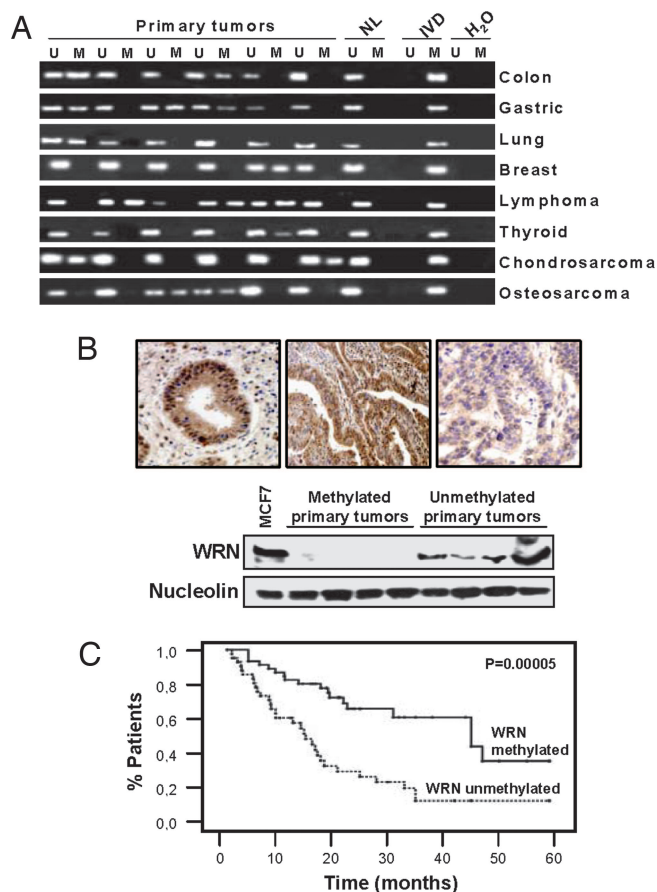 A
Primary tumors NL IVD H2O
U M U M U M U M U M U M U M U M U M
Colon
Gastric
Lung
Breast
Lymphoma
Thyroid
Chondrosarcoma
Osteosarcoma
B
MCF7
Methylated
primary tumors
Unmethylated
primary tumors
WRN
Nucleolin
C
P=0.00005
% Patients
1,0
0,8
0.6
0.4
0.2
0,0
WRN
methylated
WRN unmethylated
0 10 20 30 40 50 60
Time (months)